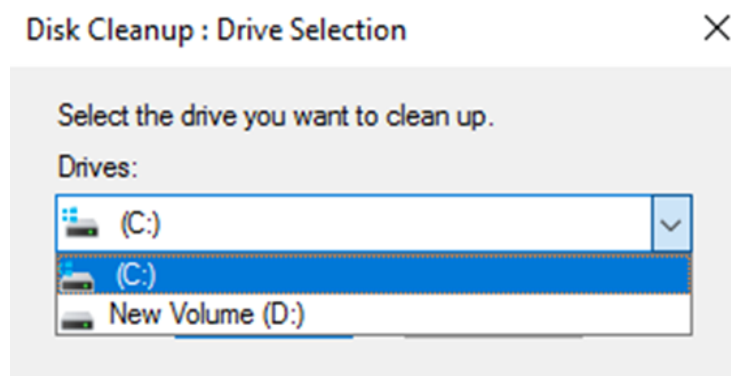 Disk Cleanup : Drive Selection
Select the drive you want to clean up.
Drives:
(C:)
(C:)
New Volume (D:)